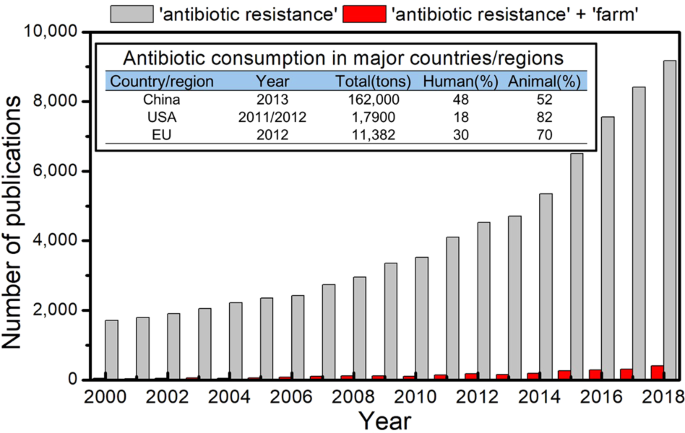 'antibiotic resistance' 'antibiotic resistance' + 'farm'
10,000
Antibiotic consumption in major countries/regions
Country/region Year Total(tons) Human(%) Animal(%)
China 2013 162,000 48 52
USA 2011/2012 1,7900 18 82
EU 2012 11,382 30 70
8,000
6,000
4,000
2,000
0
Number of publications
2000 2002 2004 2006 2008 2010 2012 2014 2016 2018
Year